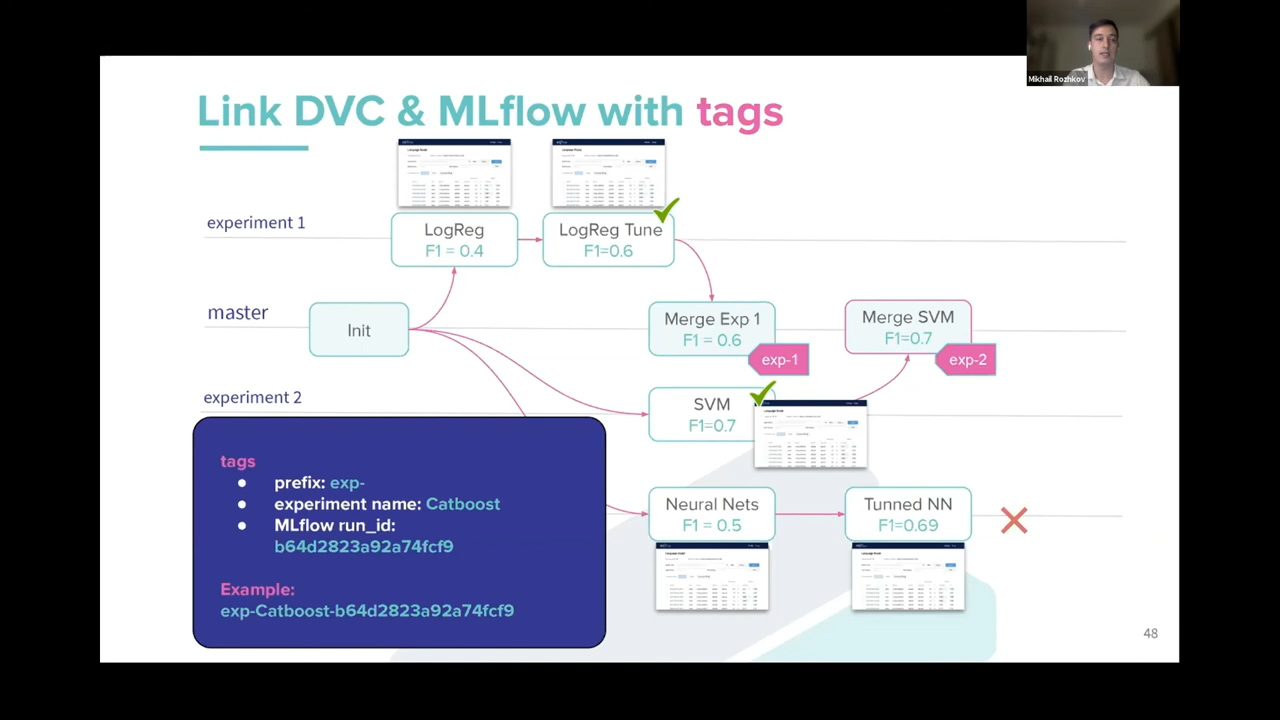 Mikhail Rozhkov
Link DVC & MLflow with tags
experiment 1
LogReg
F1 = 0.4
LogReg Tune
F1=0.6
master
Init
Merge Exp 1
F1 = 0.6
exp-1
Merge SVM
F1=0.7
exp-2
experiment 2
SVM
F1=0.7
tags
● prefix: exp-
● experiment name: Catboost
● MLflow run_id:
b64d2823a92a74fcf9
Example:
exp-Catboost-b64d2823a92a74fcf9
Neural Nets
F1 = 0.5
Tunned NN
F1=0.69
48